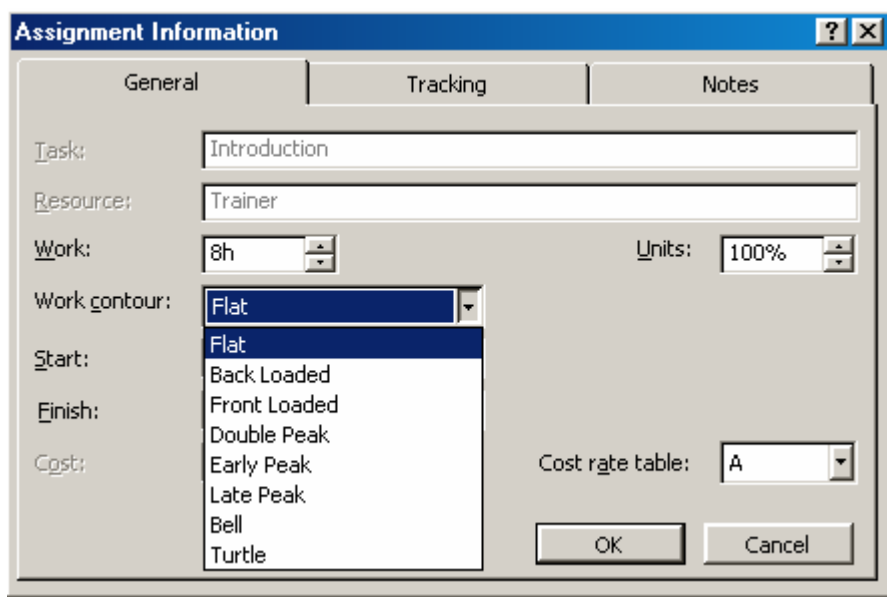 Assignment Information
General Tracking Notes
Task: Introduction
Resource: Trainer
Work: 8h Units: 100%
Work contour: Flat
Flat
Start:
Back Loaded
Front Loaded
Finish:
Double Peak
Cost: Early Peak Cost rate table: A
Late Peak
Bell
OK Cancel
Turtle